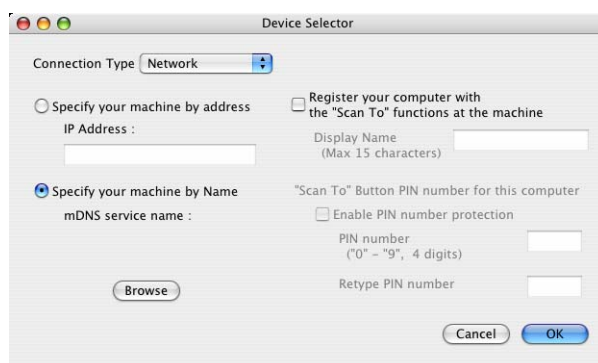 Device Selector
Connection Type Network
Specify your machine by address
IP Address :
Specify your machine by Name
mDNS service name :
Browse
Register your computer with
the "Scan To" functions at the machine
Display Name
(Max 15 characters)
"Scan To" Button PIN number for this computer
Enable PIN number protection
PIN number
("0" – "9", 4 digits)
Retype PIN number
Cancel OK